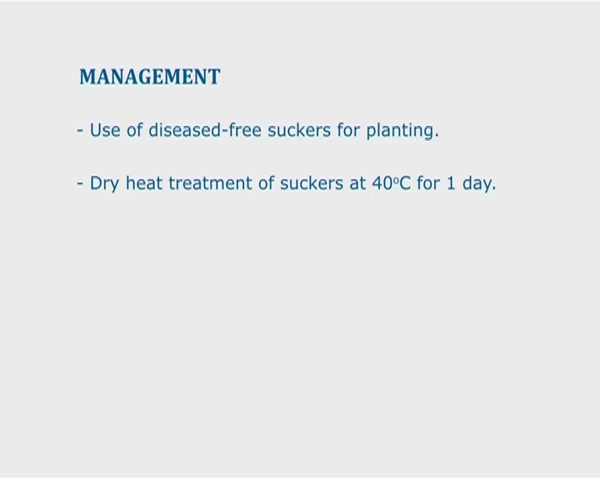 MANAGEMENT
- Use of diseased-free suckers for planting.
- Dry heat treatment of suckers at 40ºC for 1 day.